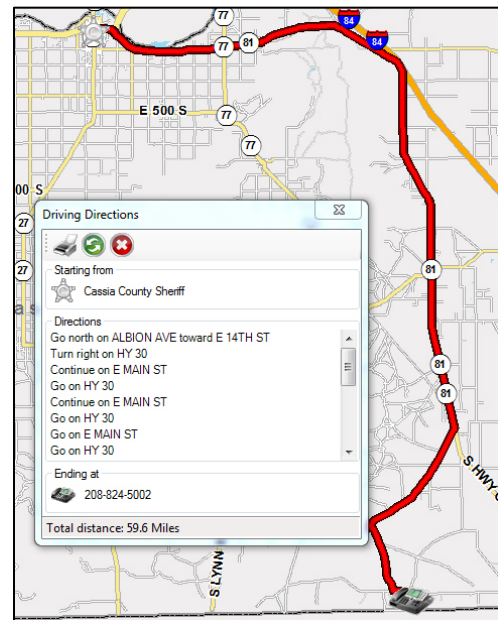 77
84
77
81
84
E 500 S
77
77
00 S
27
27
81
81
81
S HWY
S LYNN
Driving Directions
Starting from
Cassia County Sheriff
Directions
Go north on ALBION AVE toward E 14TH ST
Turn right on HY 30
Continue on E MAIN ST
Go on HY 30
Continue on E MAIN ST
Go on HY 30
Go on E MAIN ST
Go on HY 30
Ending at
208-824-5002
Total distance: 59.6 Miles